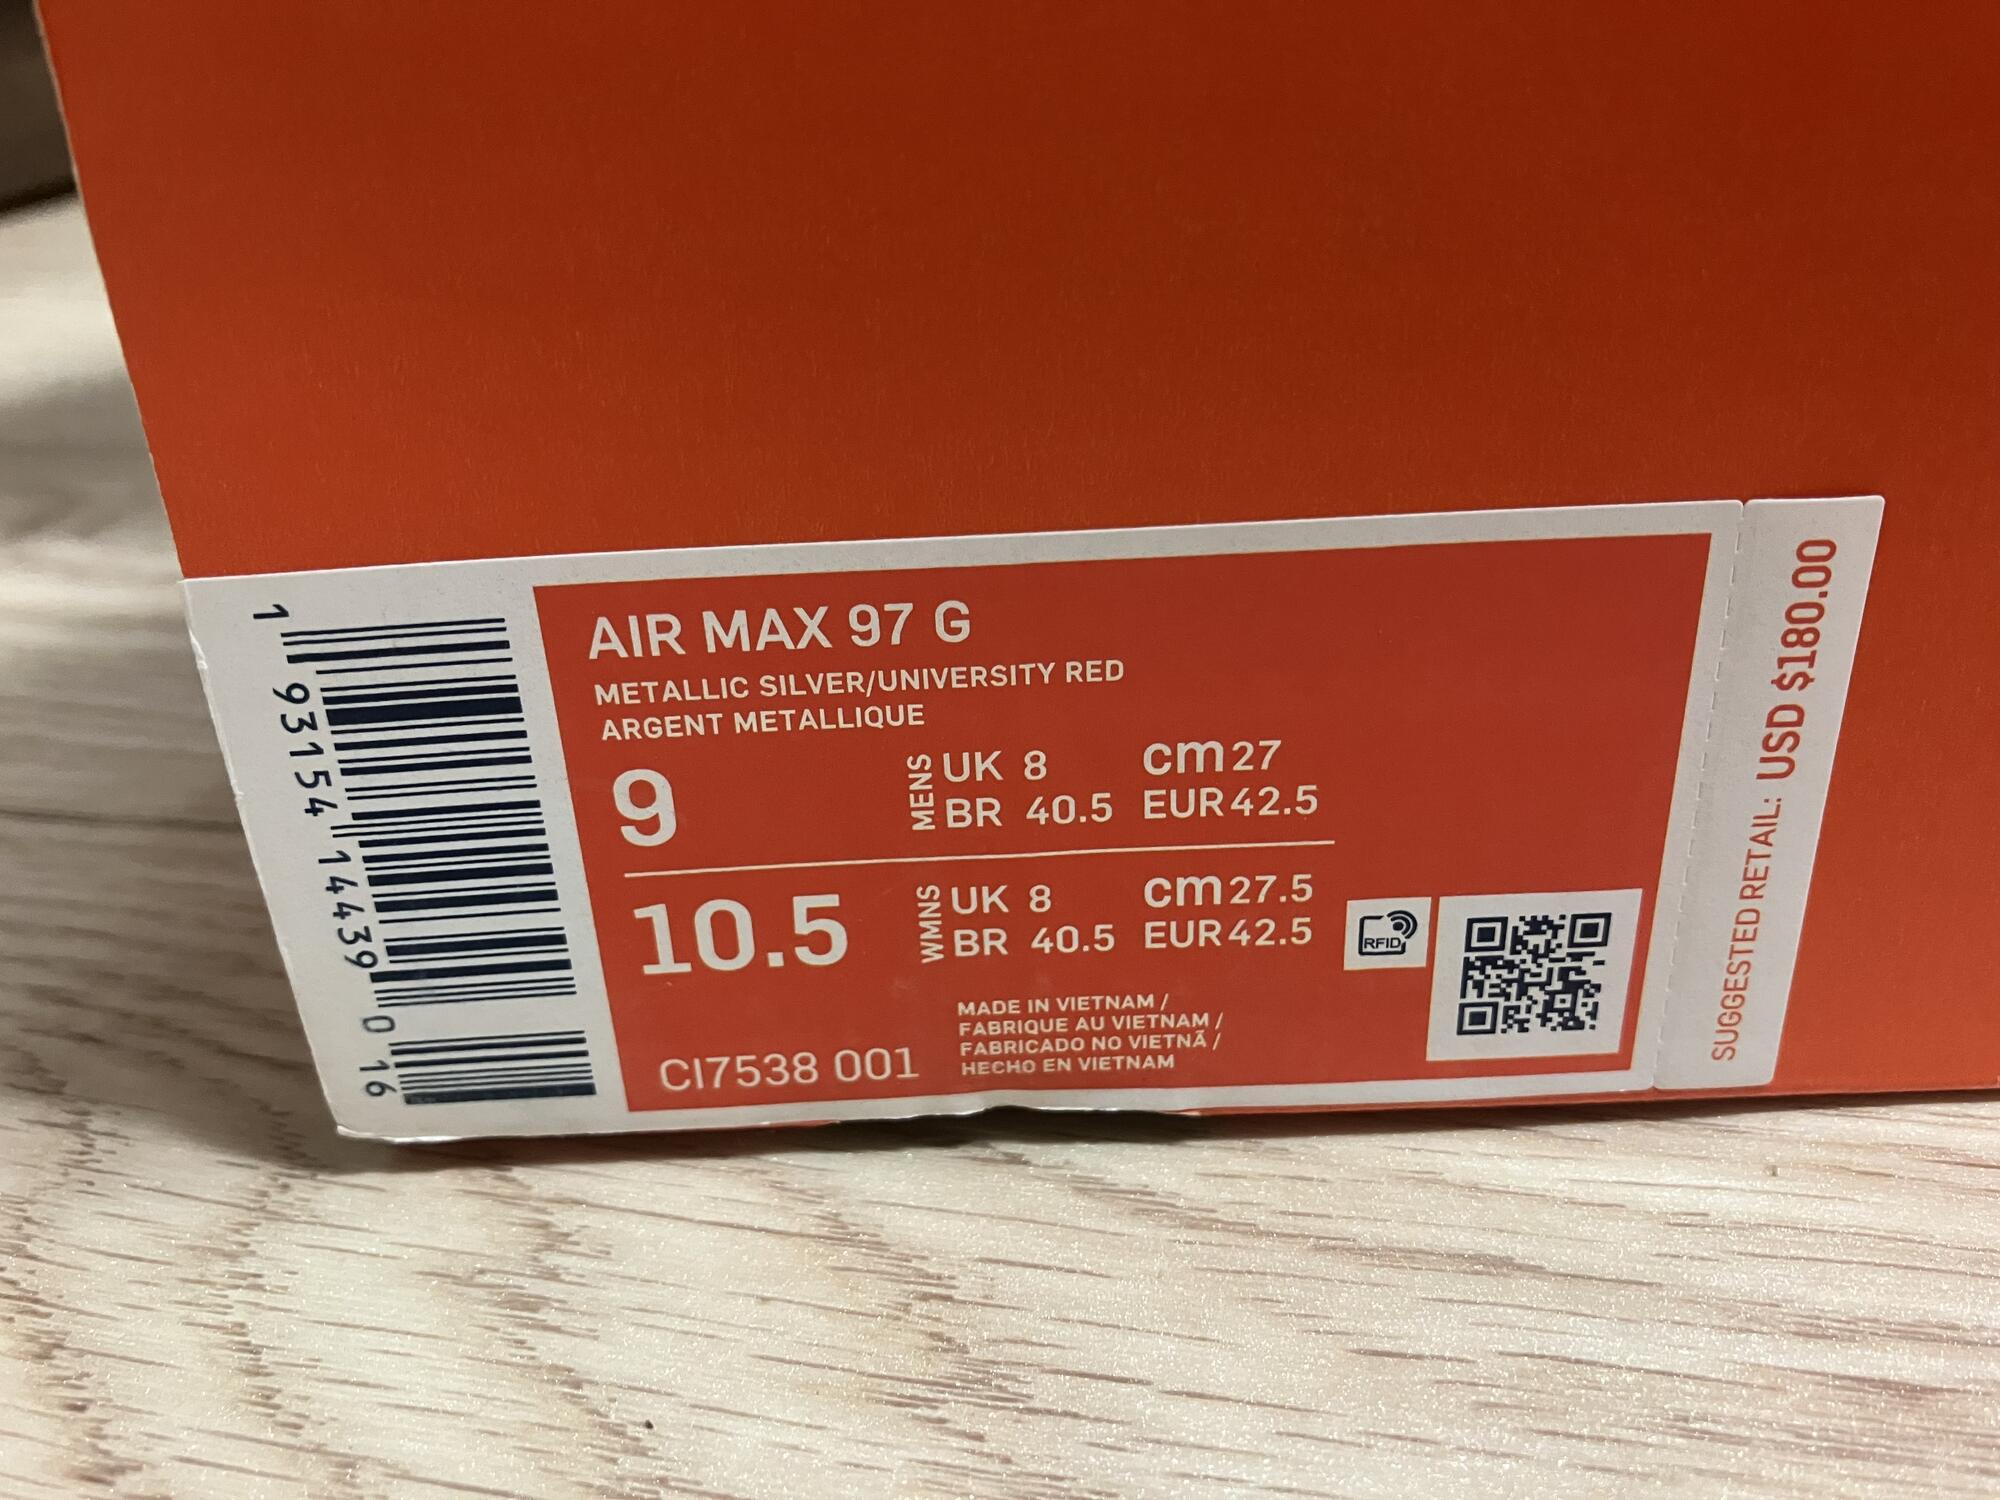 AIR MAX 97 G
METALLIC SILVER/UNIVERSITY RED
ARGENT METALLIQUE
9
MENS
UK 8 cm 27
BR 40.5 EUR 42.5
10.5
WMNS
UK 8 cm 27.5
BR 40.5 EUR 42.5
RFID
MADE IN VIETNAM /
FABRIQUE AU VIETNAM /
FABRICADO NO VIETNÃ /
HECHO EN VIETNAM
CI7538 001
1 93154 14439 0 16
SUGGESTED RETAIL: USD $180.00